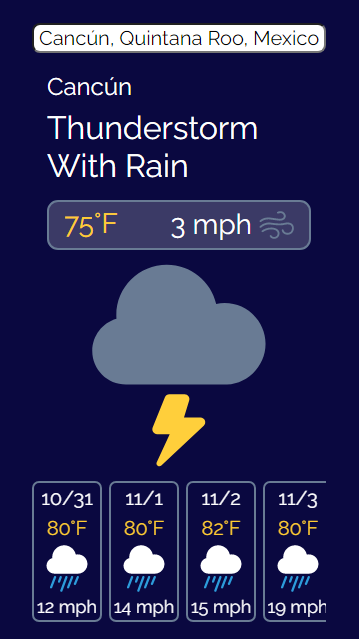 Cancún, Quintana Roo, Mexico
Cancún
Thunderstorm
With Rain
75°F 3 mph
10/31 11/1 11/2 11/3
80°F 80°F 82°F 80°F
12 mph 14 mph 15 mph 19 mph